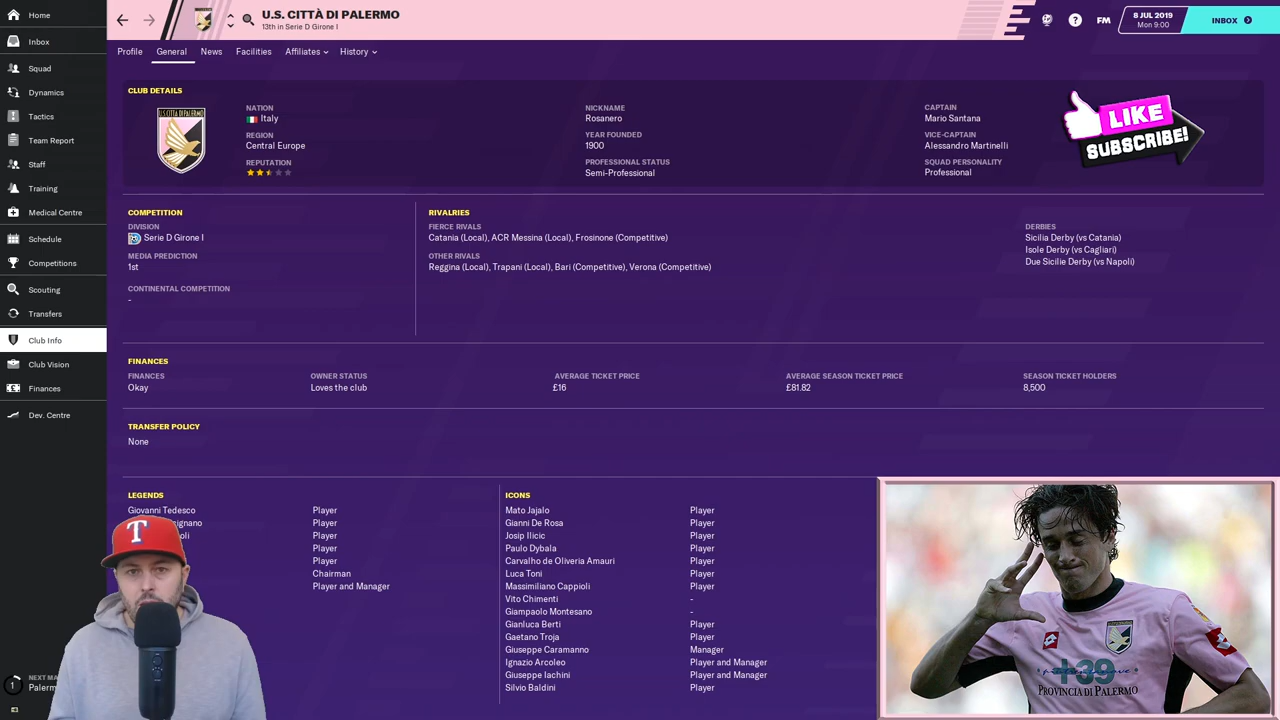 Home
Inbox
Squad
Dynamics
Tactics
Team Report
Staff
Training
Medical Centre
Schedule
Competitions
Scouting
Transfers
Club Info
Club Vision
Finances
Dev. Centre
U.S. CITTÀ DI PALERMO
13th in Serie D Girone I
?
FM
8 JUL 2019
Mon 9:00
INBOX
Profile
General
News
Facilities
Affiliates
History
CLUB DETAILS
NATION
Italy
REGION
Central Europe
REPUTATION
NICKNAME
Rosanero
YEAR FOUNDED
1900
PROFESSIONAL STATUS
Semi-Professional
CAPTAIN
Mario Santana
VICE-CAPTAIN
Alessandro Martinelli
SQUAD PERSONALITY
Professional
LIKE
SUBSCRIBE!
COMPETITION
DIVISION
Serie D Girone I
MEDIA PREDICTION
1st
CONTINENTAL COMPETITION
-
RIVALRIES
FIERCE RIVALS
Catania (Local), ACR Messina (Local), Frosinone (Competitive)
OTHER RIVALS
Reggina (Local), Trapani (Local), Bari (Competitive), Verona (Competitive)
DERBIES
Sicilia Derby (vs Catania)
Isole Derby (vs Cagliari)
Due Sicilie Derby (vs Napoli)
FINANCES
FINANCES
Okay
OWNER STATUS
Loves the club
AVERAGE TICKET PRICE
£16
AVERAGE SEASON TICKET PRICE
£81.82
SEASON TICKET HOLDERS
8,500
TRANSFER POLICY
None
LEGENDS
Giovanni Tedesco Player
Player
Player
Player
Player
Chairman
Player and Manager
ICONS
Mato Jajalo Player
Gianni De Rosa Player
Josip Ilicic Player
Paulo Dybala Player
Carvalho de Oliveria Amauri Player
Luca Toni Player
Massimiliano Cappioli Player
Vito Chimenti -
Giampaolo Montesano -
Gianluca Berti Player
Gaetano Troja Player
Giuseppe Caramanno Manager
Ignazio Arcoleo Player and Manager
Giuseppe Iachini Player and Manager
Silvio Baldini Player
T
1
+39
PROVINCIA DI PALERMO